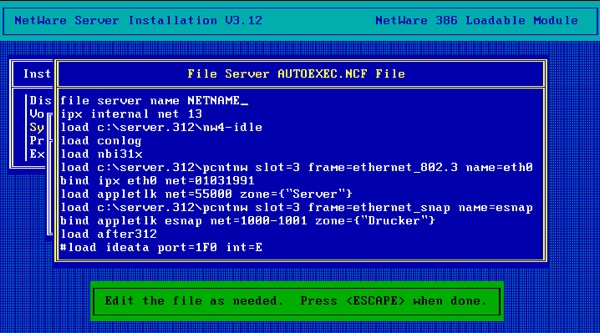 NetWare Server Installation V3.12 NetWare 386 Loadable Module
Inst File Server AUTOEXEC.NCF File
Dis file server name NETNAME_
Vo ipx internal net 13
Sy load c:\server.312\nw4-idle
load conlog
Pr load nbi31x
Ex load c:\server.312\pcntnw slot=3 frame=ethernet_802.3 name=eth0
bind ipx eth0 net=01031991
load appletlk net=55000 zone={"Server"}
load c:\server.312\pcntnw slot=3 frame=ethernet_snap name=esnap
bind appletlk esnap net=1000-1001 zone={"Drucker"}
load after312
#load ideata port=1F0 int=E
Edit the file as needed. Press <ESCAPE> when done.